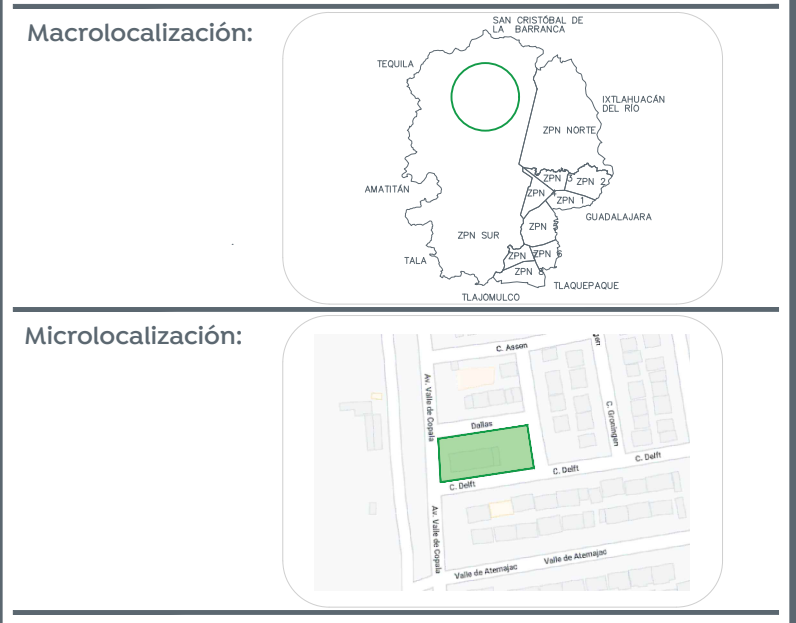 Macrolocalización:
SAN CRISTÓBAL DE
LA BARRANCA
TEQUILA
IXTLAHUACÁN
DEL RÍO
ZPN NORTE
ZPN 3
ZPN 2
AMATITÁN
ZPN 4
ZPN 1
GUADALAJARA
ZPN
ZPN SUR
ZPN
ZPN 6
TALA
ZPN
TLAQUEPAQUE
TLAJOMULCO
Microlocalización:
C. Assen
Av. Valle de Copala
C. Groningen
Dallas
C. Delft
C. Delft
C. Delft
Av. Valle de Copala
Valle de Atemajac
Valle de Atemajac